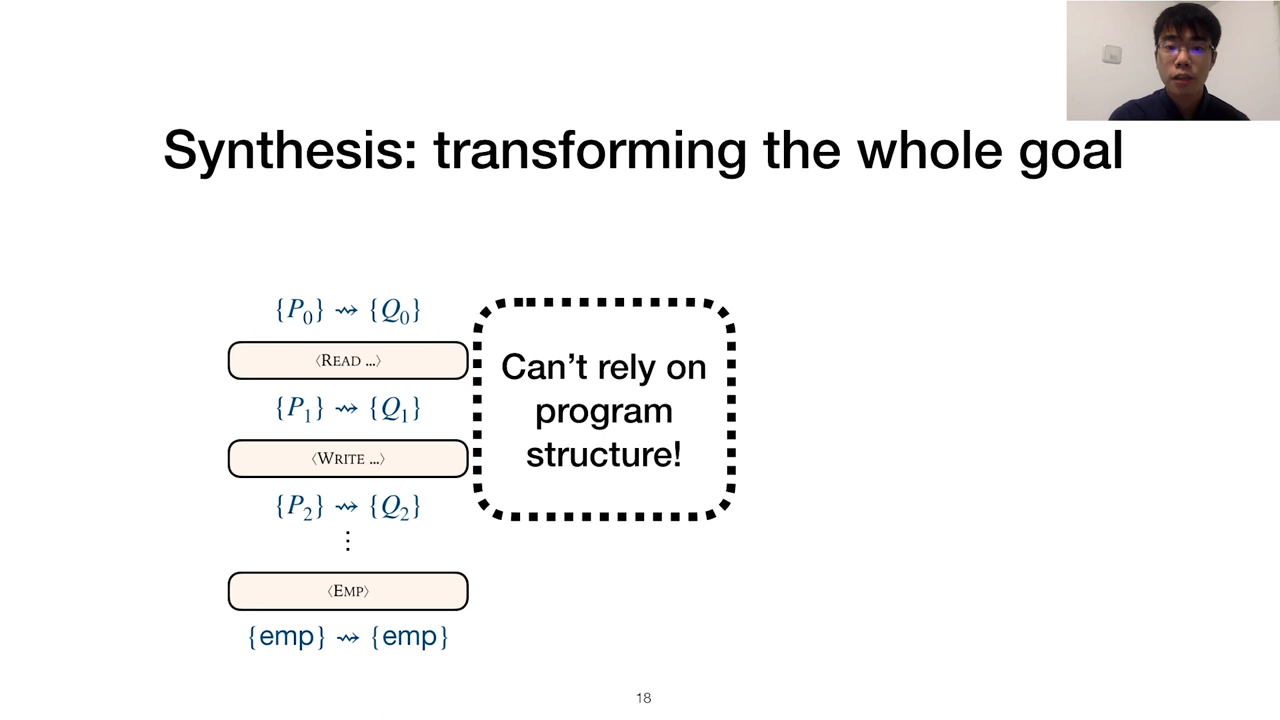 Synthesis: transforming the whole goal
{P₀} ⇝ {Q₀}
⟨READ ...⟩
{P₁} ⇝ {Q₁}
⟨WRITE ...⟩
{P₂} ⇝ {Q₂}
⋮
⟨EMP⟩
{emp} ⇝ {emp}
Can’t rely on
program
structure!
18